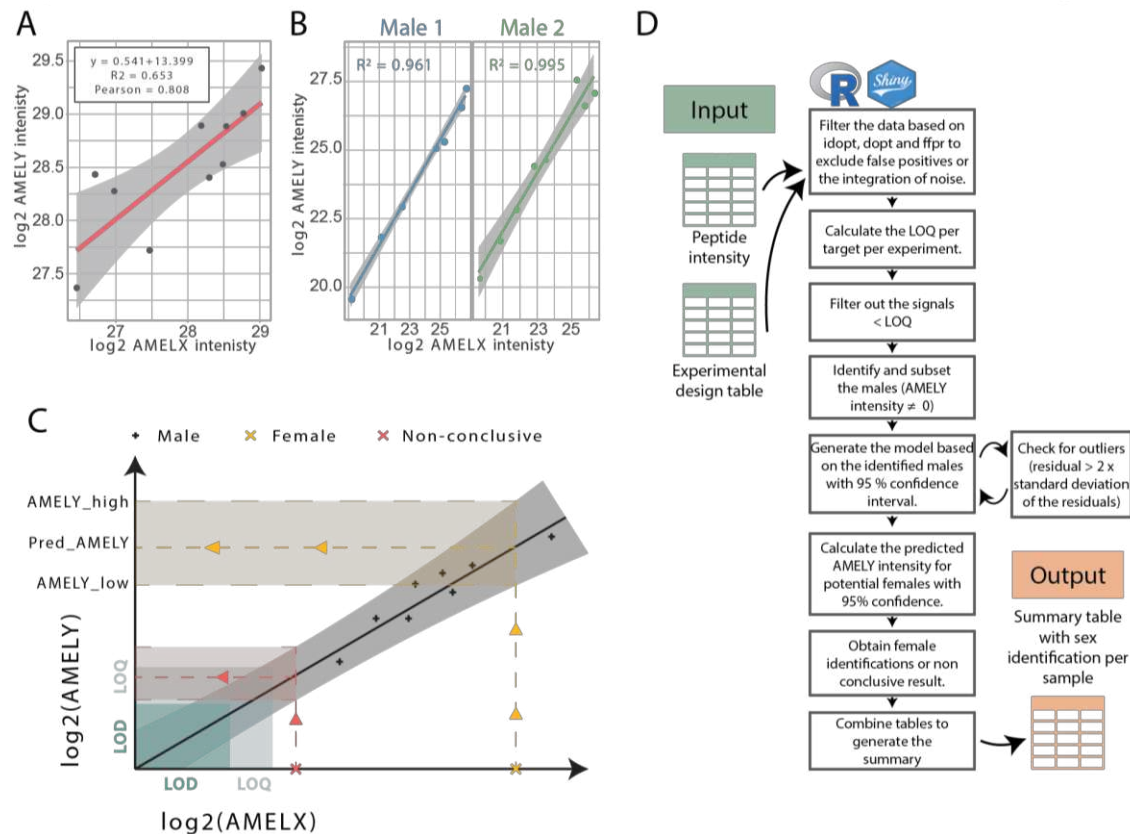 A
y = 0.541+13.399
R2 = 0.653
Pearson = 0.808
29.5
29.0
28.5
28.0
27.5
log2 AMELY intenisty
27
28
29
log2 AMELX intenisty
B
Male 1
Male 2
R² = 0.961
R² = 0.995
27.5
25.0
22.5
20.0
log2 AMELY intenisty
21
23
25
21
23
25
log2 AMELX intenisty
C
Male
Female
Non-conclusive
AMELY_high
Pred_AMELY
AMELY_low
LOQ
LOD
log2(AMELY)
LOD
LOQ
log2(AMELX)
D
R
Shiny
Input
Peptide
intensity
Experimental
design table
Filter the data based on
idopt, dopt and ffpr to
exclude false positives or
the integration of noise.
Calculate the LOQ per
target per experiment.
Filter out the signals
< LOQ
Identify and subset
the males (AMELY
intensity ≠ 0)
Generate the model based
on the identified males
with 95 % confidence
interval.
Check for outliers
(residual > 2 x
standard deviation
of the residuals)
Calculate the predicted
AMELY intensity for
potential females with
95% confidence.
Obtain female
identifications or non
conclusive result.
Combine tables to
generate the
summary
Output
Summary table
with sex
identification per
sample